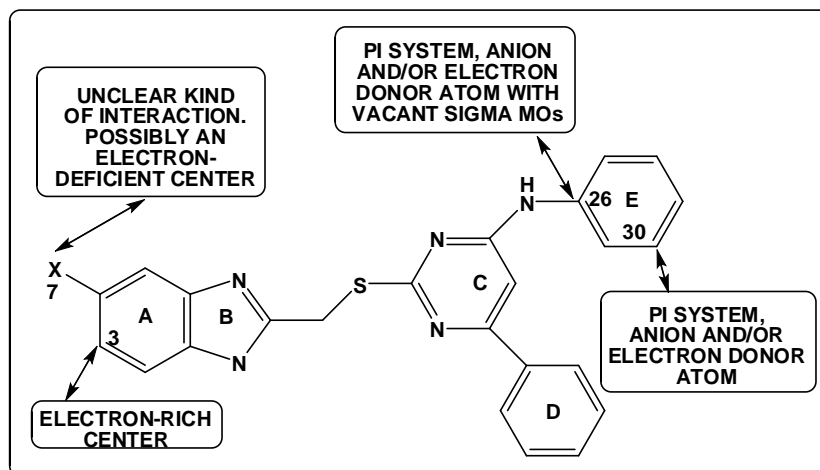 PI SYSTEM, ANION
AND/OR ELECTRON
DONOR ATOM WITH
VACANT SIGMA MOs
UNCLEAR KIND
OF INTERACTION.
POSSIBLY AN
ELECTRON-
DEFICIENT CENTER
H
N
26
E
30
X
7
A
3
N
B
N
S
N
C
N
D
PI SYSTEM,
ANION AND/OR
ELECTRON DONOR
ATOM
ELECTRON-RICH
CENTER